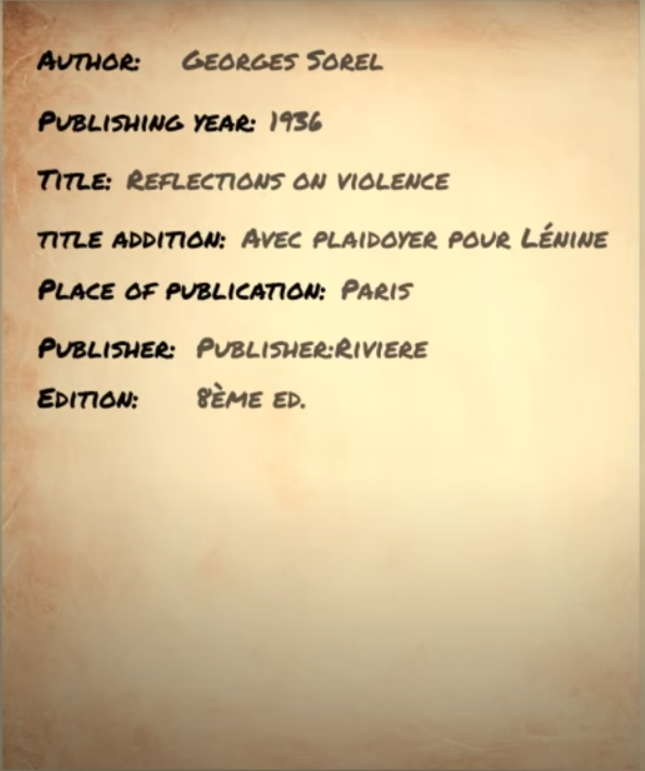 Author: Georges Sorel
Publishing year: 1936
Title: Reflections on violence
title addition: Avec plaidoyer pour Lénine
Place of publication: Paris
Publisher: Publisher:Riviere
Edition: 8ème ed.